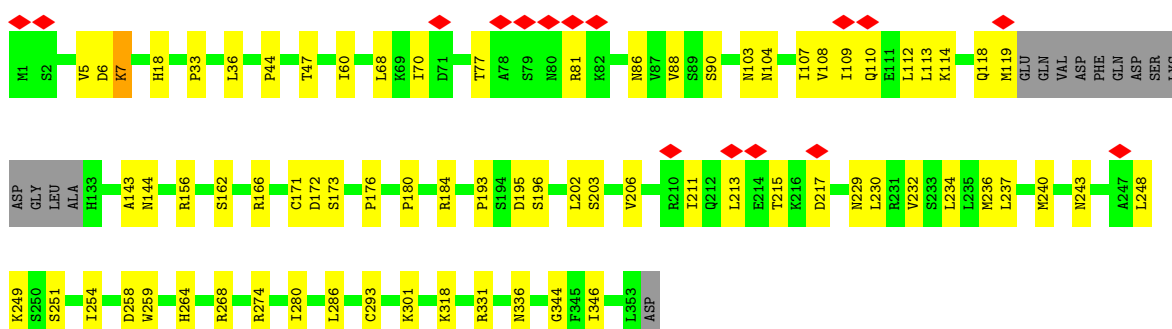 M1 S2 V5 D6 K7 H18 P33 L36 P44 T47 I60 L68 K69 I70 D71 T77 A78 S79 N80 R81 K82 N86 V87 V88 S89 S90 N103 N104 I107 V108 I109 Q110 E111 L112 L113 K114 Q118 M119 GLU GLN VAL ASP PHE GLN ASP SER
ASP GLY LEU ALA H133 A143 N144 R156 S162 R166 C171 D172 S173 P176 P180 R184 P193 S194 D195 S196 L202 S203 V206 R210 I211 Q212 L213 E214 T215 K216 D217 N229 L230 R231 V232 S233 L234 L235 M236 L237 M240 N243 A247 L248
K249 S250 S251 I254 D258 W259 H264 R268 R274 I280 L286 C293 K301 K318 R331 N336 G344 F345 I346 L353 ASP